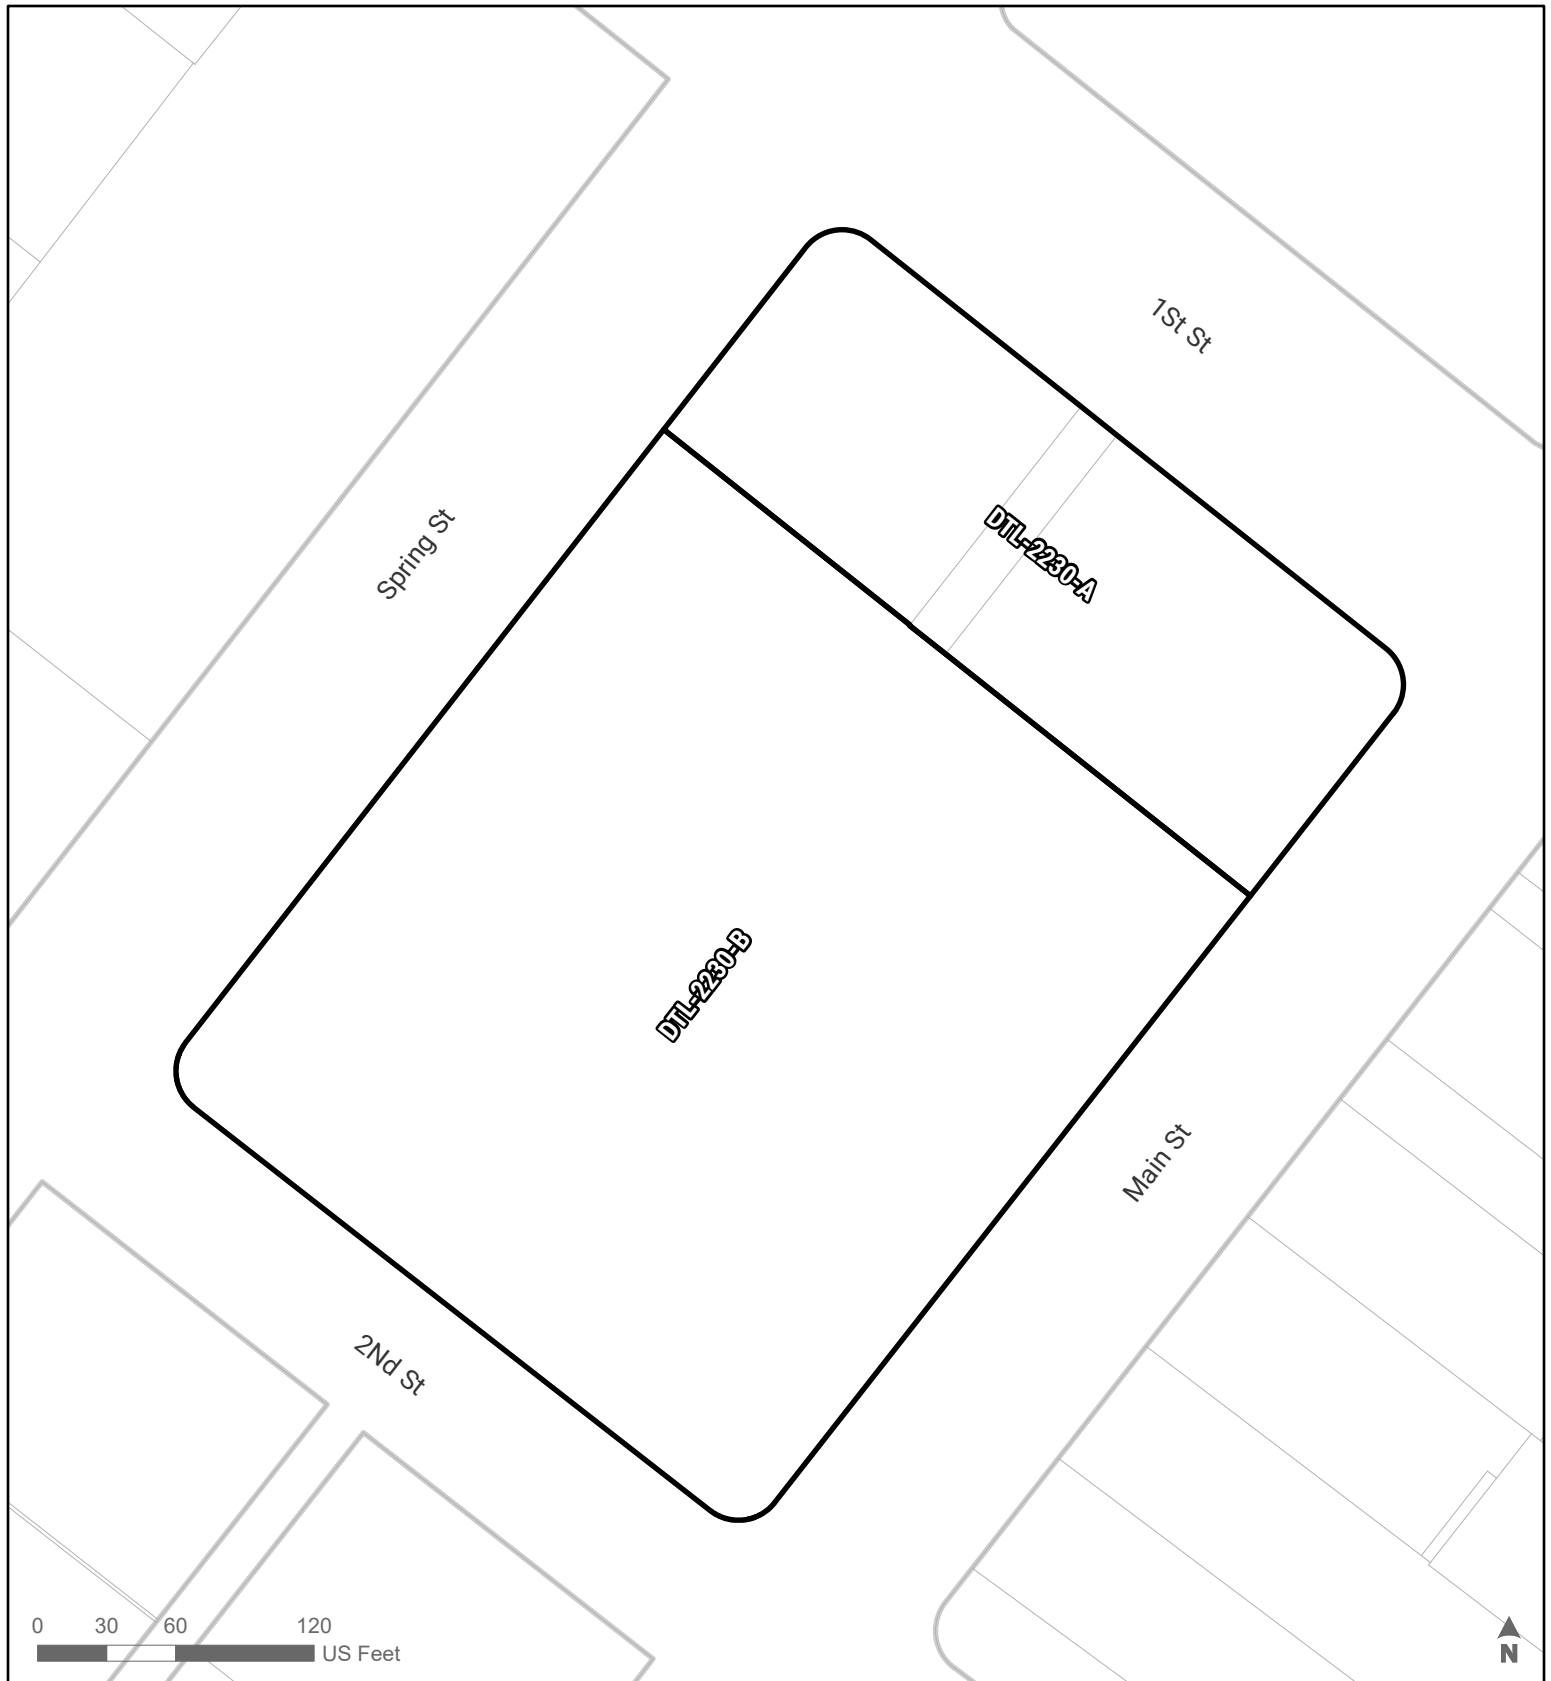 1St St
Spring St
DTL-2230-A
DTL-2230-B
Main St
2Nd St
0 30 60 120
US Feet
N